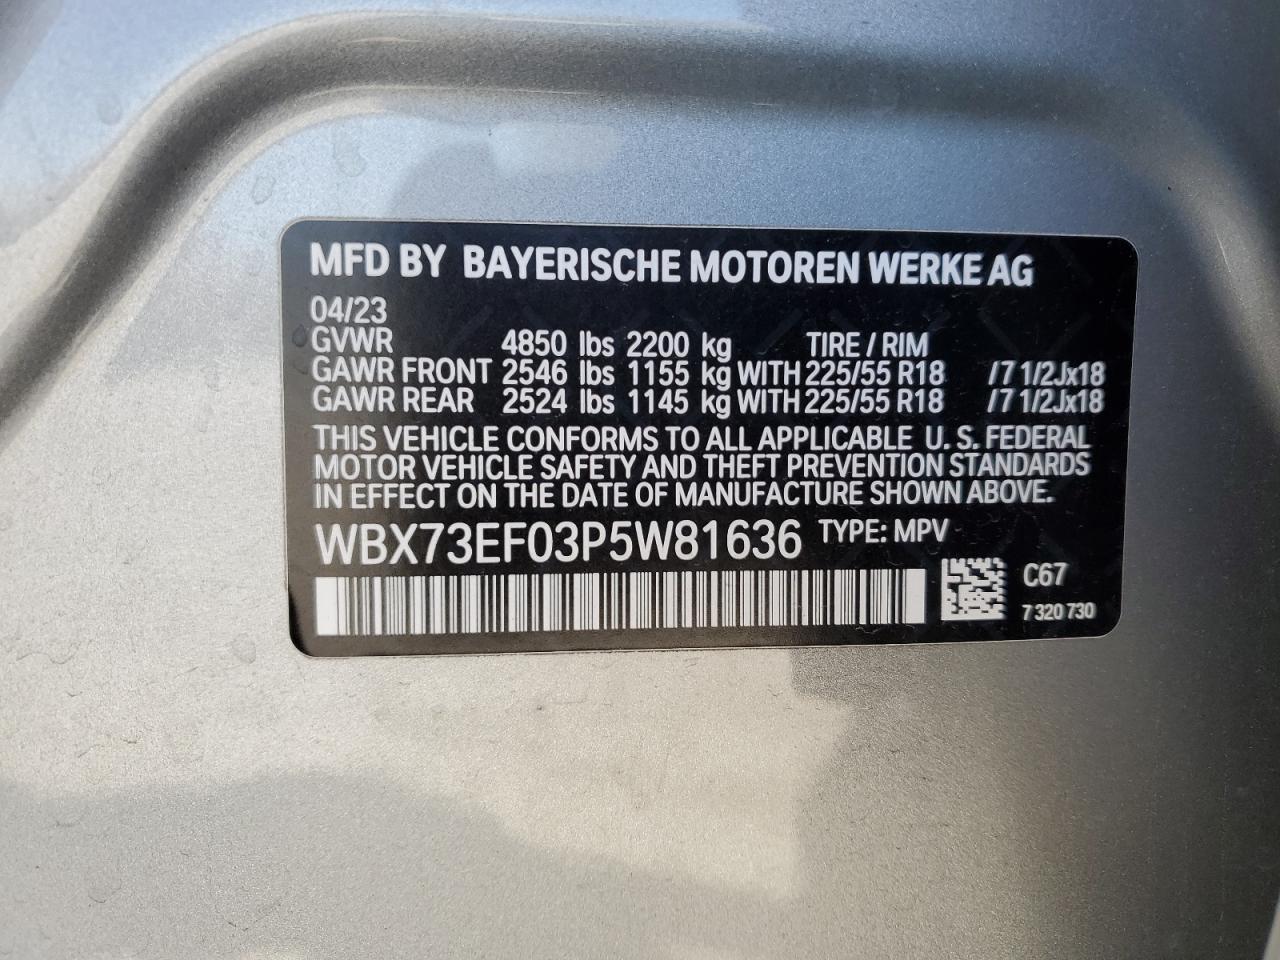 MFD BY BAYERISCHE MOTOREN WERKE AG
04/23
GVWR 4850 lbs 2200 kg TIRE / RIM
GAWR FRONT 2546 lbs 1155 kg WITH 225/55 R18 /7 1/2Jx18
GAWR REAR 2524 lbs 1145 kg WITH 225/55 R18 /7 1/2Jx18
THIS VEHICLE CONFORMS TO ALL APPLICABLE U. S. FEDERAL
MOTOR VEHICLE SAFETY AND THEFT PREVENTION STANDARDS
IN EFFECT ON THE DATE OF MANUFACTURE SHOWN ABOVE.
WBX73EF03P5W81636 TYPE: MPV
C67
7 320 730